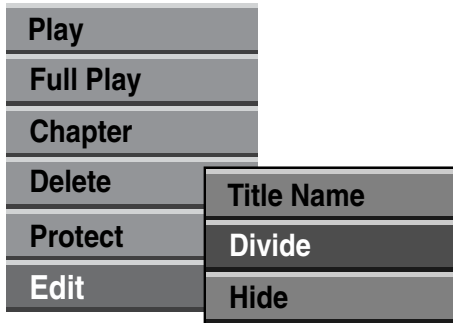 Play
Full Play
Chapter
Delete
Protect
Edit
Title Name
Divide
Hide